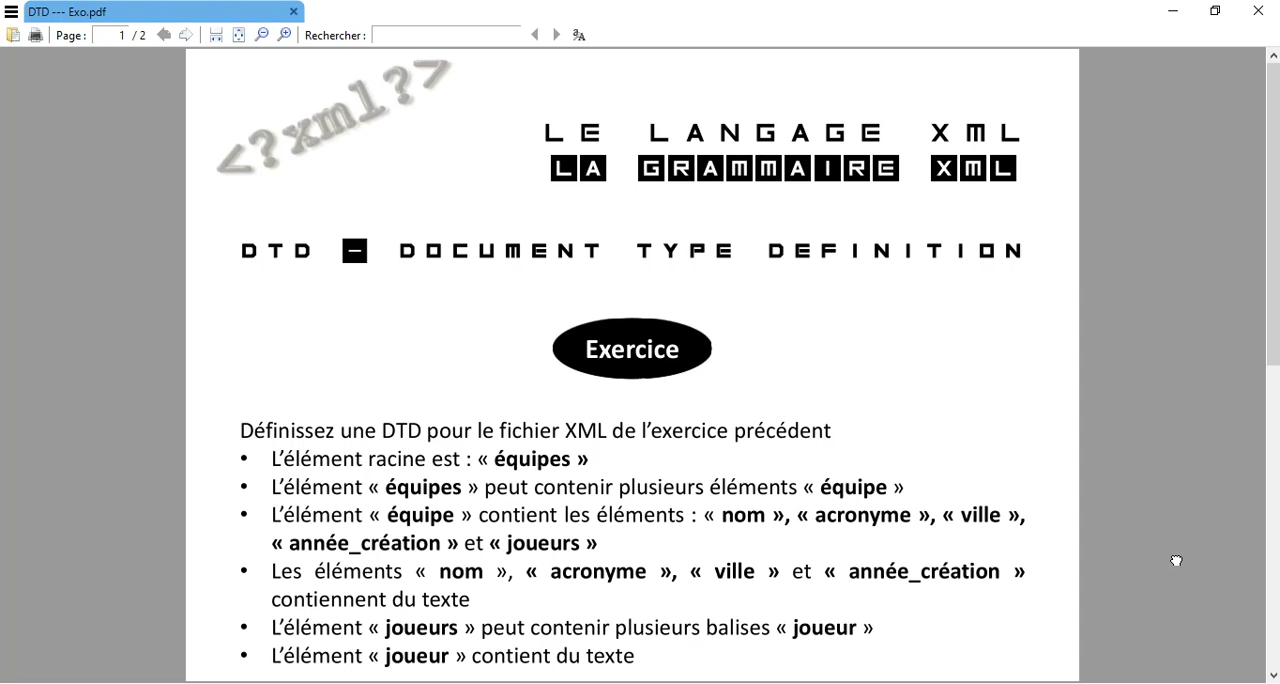 DTD --- Exo.pdf
Page: 1 / 2 Rechercher:
<?xml?>
LE LANGAGE XML
LA GRAMMAIRE XML
DTD – DOCUMENT TYPE DEFINITION
Exercice
Définissez une DTD pour le fichier XML de l’exercice précédent
• L’élément racine est : « équipes »
• L’élément « équipes » peut contenir plusieurs éléments « équipe »
• L’élément « équipe » contient les éléments : « nom », « acronyme », « ville »,
« année_création » et « joueurs »
• Les éléments « nom », « acronyme », « ville » et « année_création »
contiennent du texte
• L’élément « joueurs » peut contenir plusieurs balises « joueur »
• L’élément « joueur » contient du texte